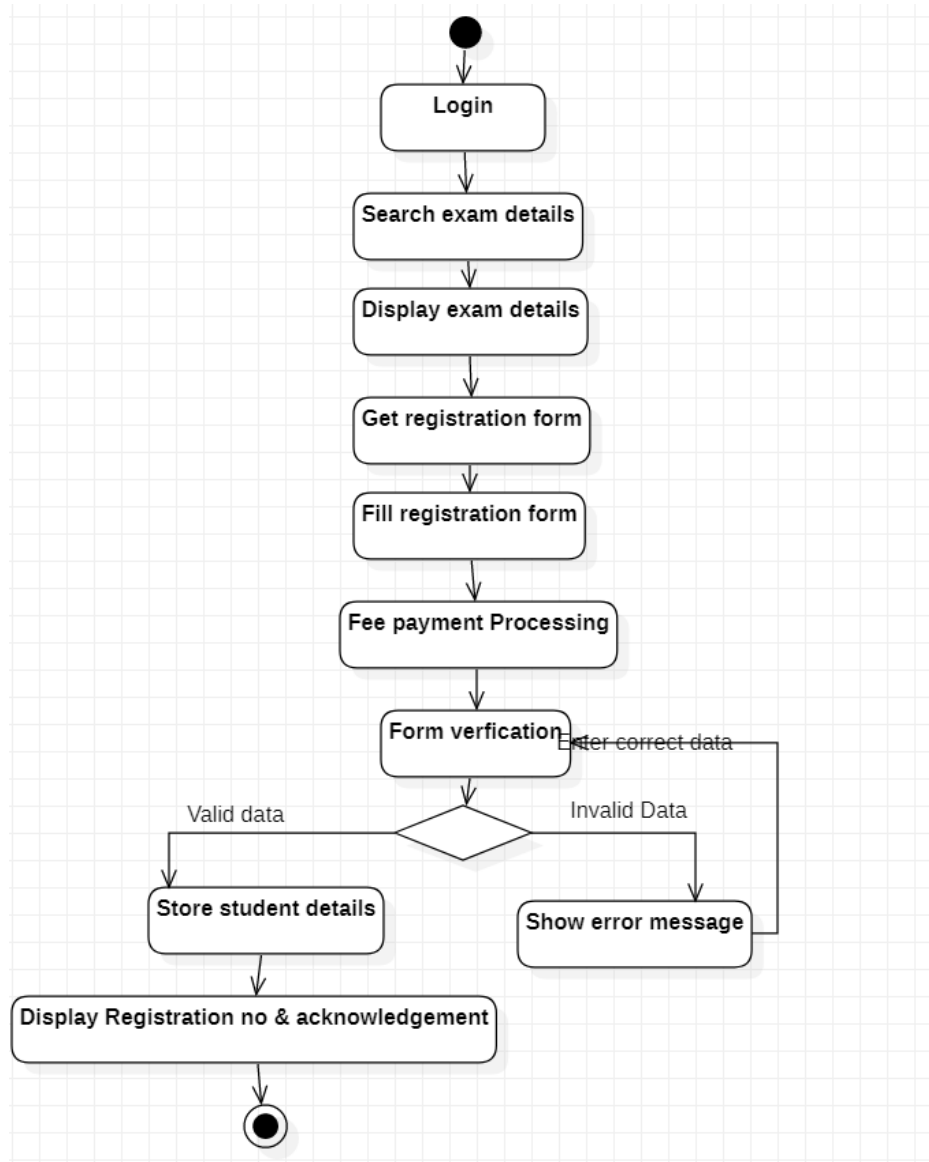 Login
Search exam details
Display exam details
Get registration form
Fill registration form
Fee payment Processing
Form verfication
Enter correct data
Valid data
Invalid Data
Store student details
Show error message
Display Registration no & acknowledgement